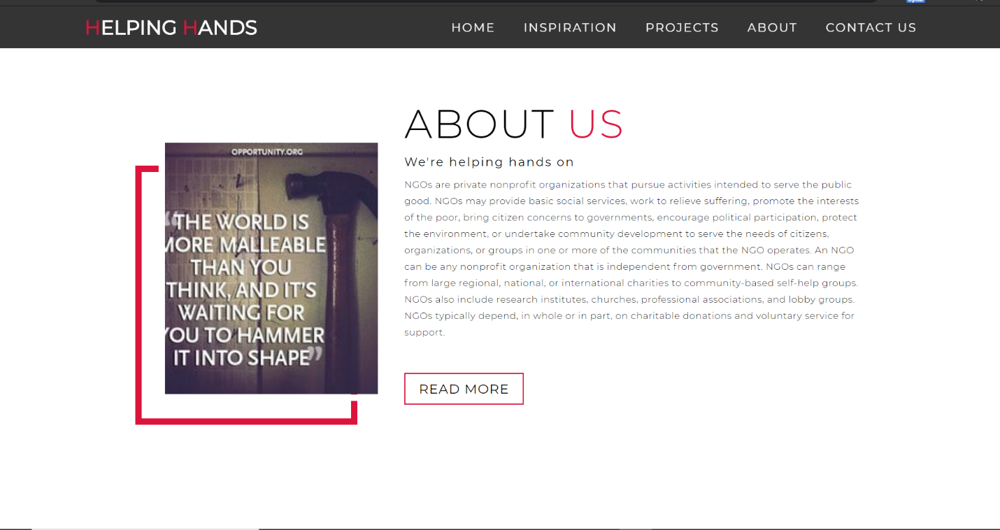 HELPING HANDS
HOME INSPIRATION PROJECTS ABOUT CONTACT US
ABOUT US
We're helping hands on
NGOs are private nonprofit organizations that pursue activities intended to serve the public
good. NGOs may provide basic social services, work to relieve suffering, promote the interests
of the poor, bring citizen concerns to governments, encourage political participation, protect
the environment, or undertake community development to serve the needs of citizens,
organizations, or groups in one or more of the communities that the NGO operates. An NGO
can be any nonprofit organization that is independent from government. NGOs can range
from large regional, national, or international charities to community-based self-help groups.
NGOs also include research institutes, churches, professional associations, and lobby groups.
NGOs typically depend, in whole or in part, on charitable donations and voluntary service for
support.
READ MORE
OPPORTUNITY.ORG
“THE WORLD IS
MORE MALLEABLE
THAN YOU
THINK, AND IT'S
WAITING FOR
YOU TO HAMMER
IT INTO SHAPE”